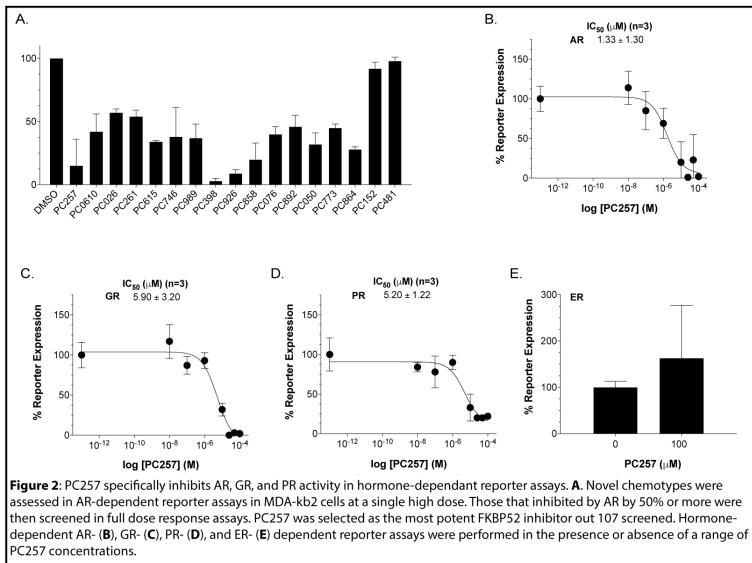 A.
100
50
0
DMSO
PC257
PC0610
PC026
PC261
PC615
PC746
PC989
PC398
PC926
PC858
PC076
PC892
PC050
PC773
PC864
PC152
PC481
B.
IC50 (µM) (n=3)
AR 1.33 ± 1.30
% Reporter Expression
150
100
50
0
10-12
10-10
10-8
10-6
10-4
log [PC257] (M)
C.
IC50 (µM) (n=3)
GR 5.90 ± 3.20
% Reporter Expression
150
100
50
0
10-12
10-10
10-8
10-6
10-4
log [PC257] (M)
D.
IC50 (µM) (n=3)
PR 5.20 ± 1.22
% Reporter Expression
150
100
50
0
10-12
10-10
10-8
10-6
10-4
log [PC257] (M)
E.
ER
% Reporter Expression
300
200
100
0
0
100
PC257 (µM)
Figure 2: PC257 specifically inhibits AR, GR, and PR activity in hormone-dependant reporter assays. A. Novel chemotypes were
assessed in AR-dependent reporter assays in MDA-kb2 cells at a single high dose. Those that inhibited by AR by 50% or more were
then screened in full dose response assays. PC257 was selected as the most potent FKBP52 inhibitor out 107 screened. Hormone-
dependent AR- (B), GR- (C), PR- (D), and ER- (E) dependent reporter assays were performed in the presence or absence of a range of
PC257 concentrations.